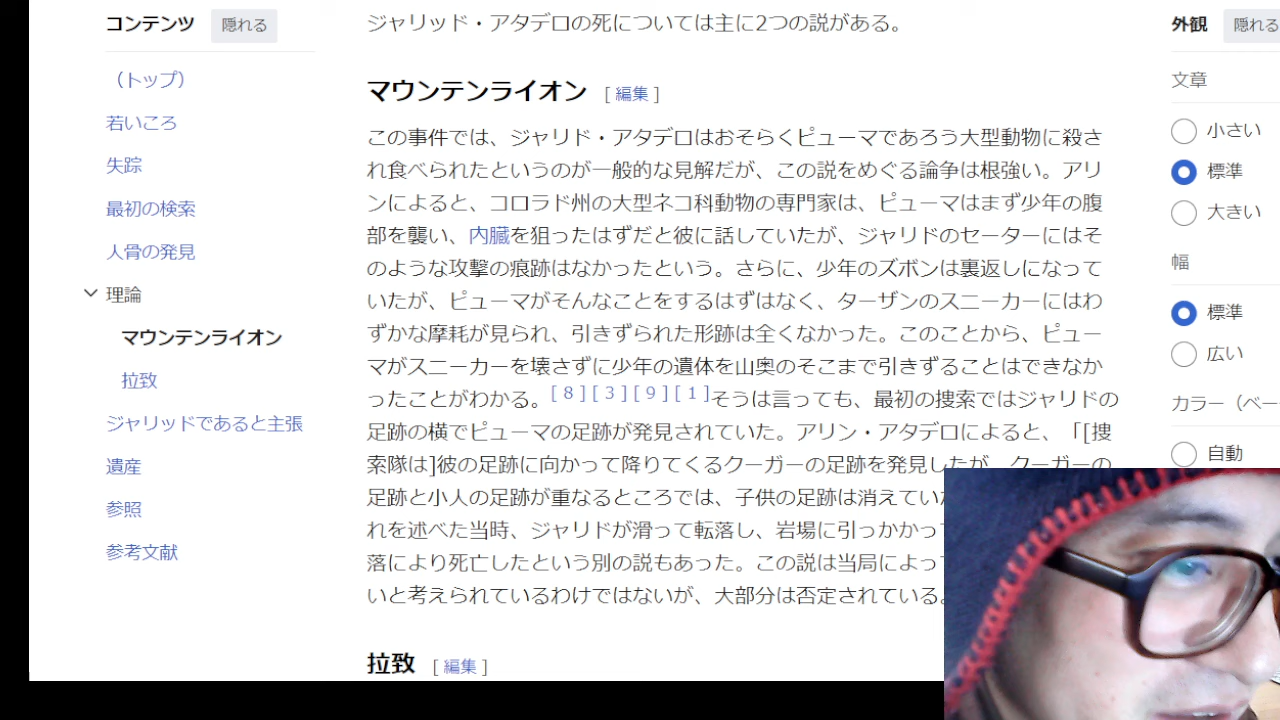 コンテンツ 隠れる
（トップ）
若いころ
失踪
最初の検索
人骨の発見
理論
マウンテンライオン
拉致
ジャリッドであると主張
遺産
参照
参考文献
ジャリッド・アタデロの死については主に2つの説がある。
マウンテンライオン [ 編集 ]
この事件では、ジャリド・アタデロはおそらくピューマであろう大型動物に殺さ
れ食べられたというのが一般的な見解だが、この説をめぐる論争は根強い。アリ
ンによると、コロラド州の大型ネコ科動物の専門家は、ピューマはまず少年の腹
部を襲い、内臓を狙ったはずだと彼に話していたが、ジャリドのセーターにはそ
のような攻撃の痕跡はなかったという。さらに、少年のズボンは裏返しになって
いたが、ピューマがそんなことをするはずはなく、ターザンのスニーカーにはわ
ずかな摩耗が見られ、引きずられた形跡は全くなかった。このことから、ピュー
マがスニーカーを壊さずに少年の遺体を山奥のそこまで引きずることはできなか
ったことがわかる。[ 8 ] [ 3 ] [ 9 ] [ 1 ]そうは言っても、最初の捜索ではジャリドの
足跡の横でピューマの足跡が発見されていた。アリン・アタデロによると、「[捜
索隊は]彼の足跡に向かって降りてくるクーガーの足跡を発見したが、クーガーの
足跡と小人の足跡が重なるところでは、子供の足跡は消えてい
れを述べた当時、ジャリドが滑って転落し、岩場に引っかかっ
落により死亡したという別の説もあった。この説は当局によっ
いと考えられているわけではないが、大部分は否定されている。
拉致 [ 編集 ]
外観 隠れる
文章
小さい
標準
大きい
幅
標準
広い
カラー（ベー
自動